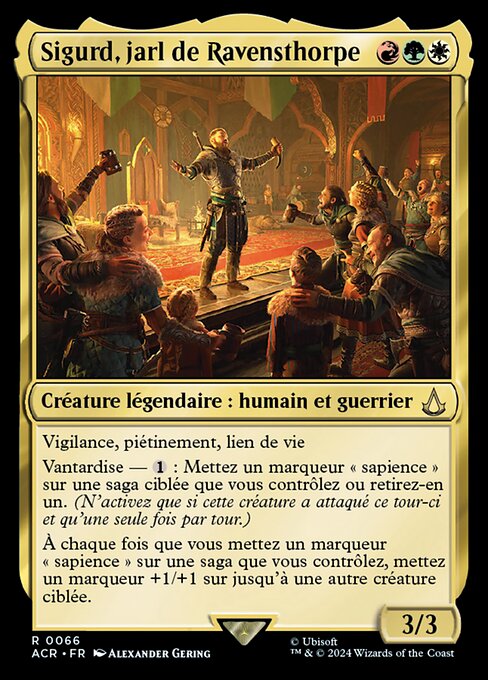 Sigurd, jarl de Ravensthorpe
Créature légendaire : humain et guerrier
Vigilance, piétinement, lien de vie
Vantardise — 1 : Mettez un marqueur « sapience »
sur une saga ciblée que vous contrôlez ou retirez-en
un. (N'activez que si cette créature a attaqué ce tour-ci
et qu'une seule fois par tour.)
À chaque fois que vous mettez un marqueur
« sapience » sur une saga que vous contrôlez, mettez
un marqueur +1/+1 sur jusqu'à une autre créature
ciblée.
3/3
R 0066
ACR • FR Alexander Gering
© Ubisoft
™ & © 2024 Wizards of the Coast